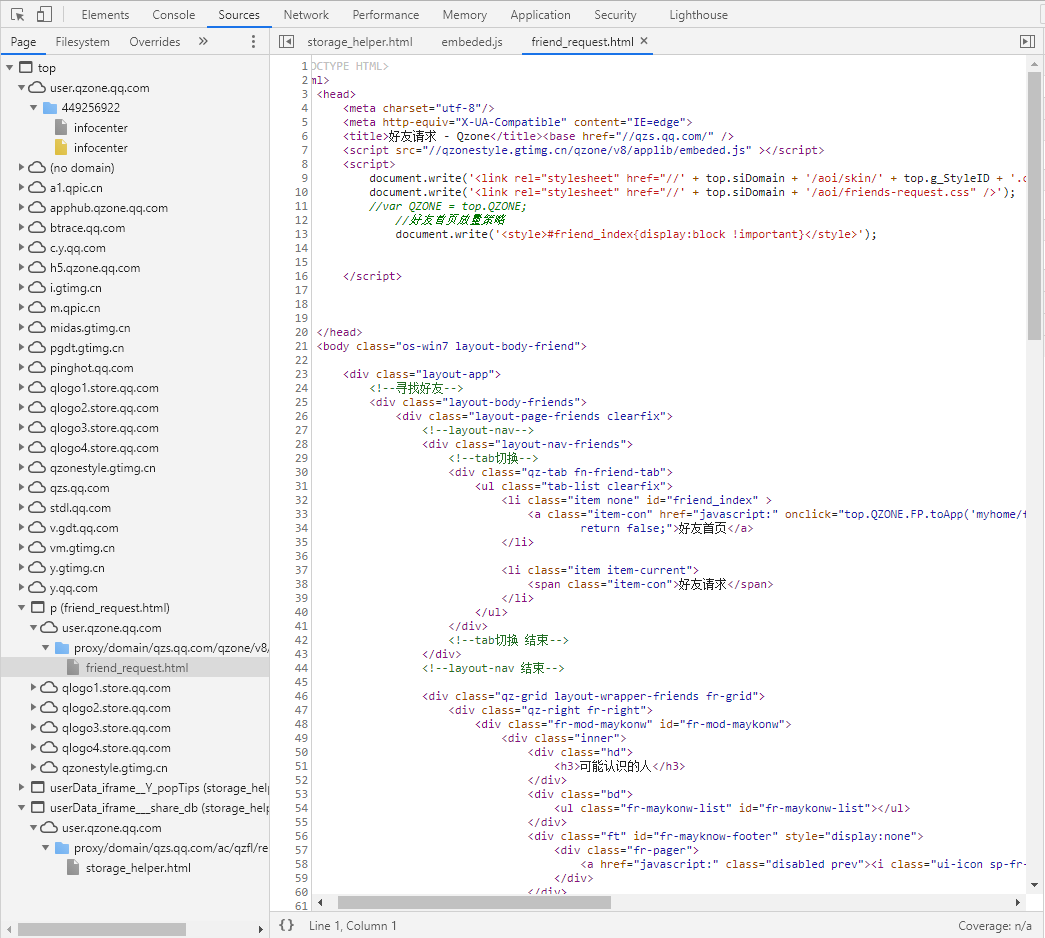 Elements Console Sources Network Performance Memory Application Security Lighthouse
Page Filesystem Overrides »
storage_helper.html embeded.js friend_request.html ×
top
user.qzone.qq.com
449256922
infocenter
infocenter
(no domain)
a1.qpic.cn
apphub.qzone.qq.com
btrace.qq.com
c.y.qq.com
h5.qzone.qq.com
i.gtimg.cn
m.qpic.cn
midas.gtimg.cn
pgdt.gtimg.cn
pinghot.qq.com
qlogo1.store.qq.com
qlogo2.store.qq.com
qlogo3.store.qq.com
qlogo4.store.qq.com
qzonestyle.gtimg.cn
qzs.qq.com
stdl.qq.com
v.gdt.qq.com
vm.gtimg.cn
y.gtimg.cn
y.qq.com
p (friend_request.html)
user.qzone.qq.com
proxy/domain/qzs.qq.com/qzone/v8/
friend_request.html
qlogo1.store.qq.com
qlogo2.store.qq.com
qlogo3.store.qq.com
qlogo4.store.qq.com
qzonestyle.gtimg.cn
userData_iframe__Y_popTips (storage_help
userData_iframe___share_db (storage_help
user.qzone.qq.com
proxy/domain/qzs.qq.com/ac/qzfl/re
storage_helper.html
1 OCTYPE HTML>
2 ml>
3 <head>
4 <meta charset="utf-8"/>
5 <meta http-equiv="X-UA-Compatible" content="IE=edge">
6 <title>好友请求 - Qzone</title><base href="//qzs.qq.com/" />
7 <script src="//qzonestyle.gtimg.cn/qzone/v8/applib/embeded.js" ></script>
8 <script>
9 document.write('<link rel="stylesheet" href="//' + top.siDomain + '/aoi/skin/' + top.g_StyleID + '.c
10 document.write('<link rel="stylesheet" href="//' + top.siDomain + '/aoi/friends-request.css" />');
11 //var QZONE = top.QZONE;
12 //好友首页放量策略
13 document.write('<style>#friend_index{display:block !important}</style>');
14
15
16 </script>
17
18
19
20 </head>
21 <body class="os-win7 layout-body-friend">
22
23 <div class="layout-app">
24 <!--寻找好友-->
25 <div class="layout-body-friends">
26 <div class="layout-page-friends clearfix">
27 <!--layout-nav-->
28 <div class="layout-nav-friends">
29 <!--tab切换-->
30 <div class="qz-tab fn-friend-tab">
31 <ul class="tab-list clearfix">
32 <li class="item none" id="friend_index" >
33 <a class="item-con" href="javascript:" onclick="top.QZONE.FP.toApp('myhome/f
34 return false;">好友首页</a>
35 </li>
36
37 <li class="item item-current">
38 <span class="item-con">好友请求</span>
39 </li>
40 </ul>
41 </div>
42 <!--tab切换 结束-->
43 </div>
44 <!--layout-nav 结束-->
45
46 <div class="qz-grid layout-wrapper-friends fr-grid">
47 <div class="qz-right fr-right">
48 <div class="fr-mod-maykonw" id="fr-mod-maykonw">
49 <div class="inner">
50 <div class="hd">
51 <h3>可能认识的人</h3>
52 </div>
53 <div class="bd">
54 <ul class="fr-maykonw-list" id="fr-maykonw-list"></ul>
55 </div>
56 <div class="ft" id="fr-mayknow-footer" style="display:none">
57 <div class="fr-pager">
58 <a href="javascript:" class="disabled prev"><i class="ui-icon sp-fr-
59 </div>
60 </div>
61
{} Line 1, Column 1 Coverage: n/a